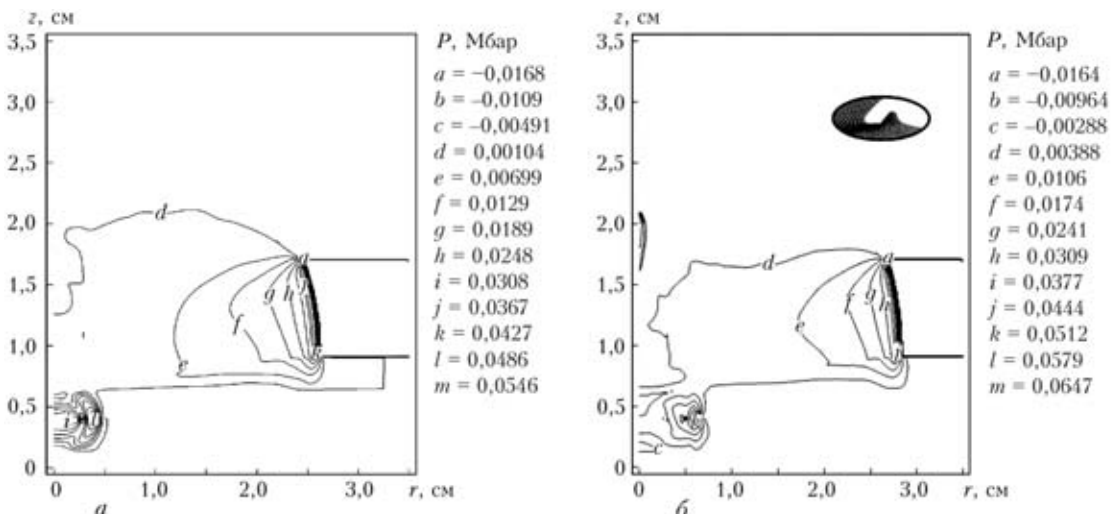 z, см
3,5
3,0
2,5
2,0
1,5
1,0
0,5
0
0
1,0
2,0
3,0
r, см
d
d
g
h
l
f
e
i
P, Мбар
a = −0,0168
b = −0,0109
c = −0,00491
d = 0,00104
e = 0,00699
f = 0,0129
g = 0,0189
h = 0,0248
i = 0,0308
j = 0,0367
k = 0,0427
l = 0,0486
m = 0,0546
а
z, см
3,5
3,0
2,5
2,0
1,5
1,0
0,5
0
0
1,0
2,0
3,0
r, см
d
d
f
g
h
e
c
P, Мбар
a = −0,0164
b = −0,00964
c = −0,00288
d = 0,00388
e = 0,0106
f = 0,0174
g = 0,0241
h = 0,0309
i = 0,0377
j = 0,0444
k = 0,0512
l = 0,0579
m = 0,0647
б